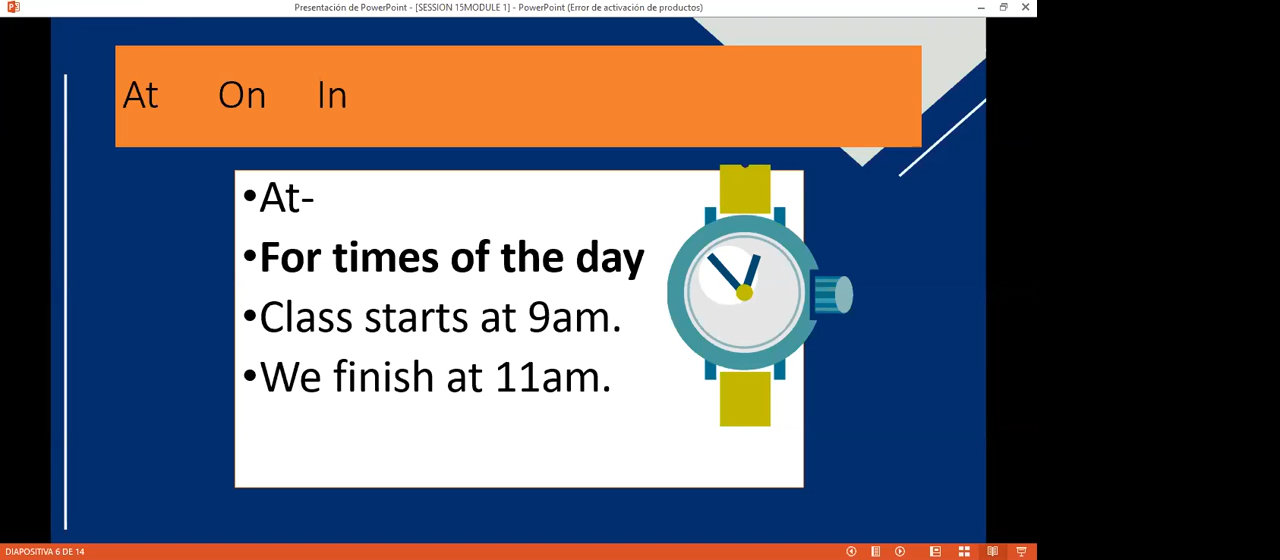 Presentación de PowerPoint - [SESSION 15MODULE 1] - PowerPoint (Error de activación de productos)
At On In
•At-
•For times of the day
•Class starts at 9am.
•We finish at 11am.
DIAPOSITIVA 6 DE 14